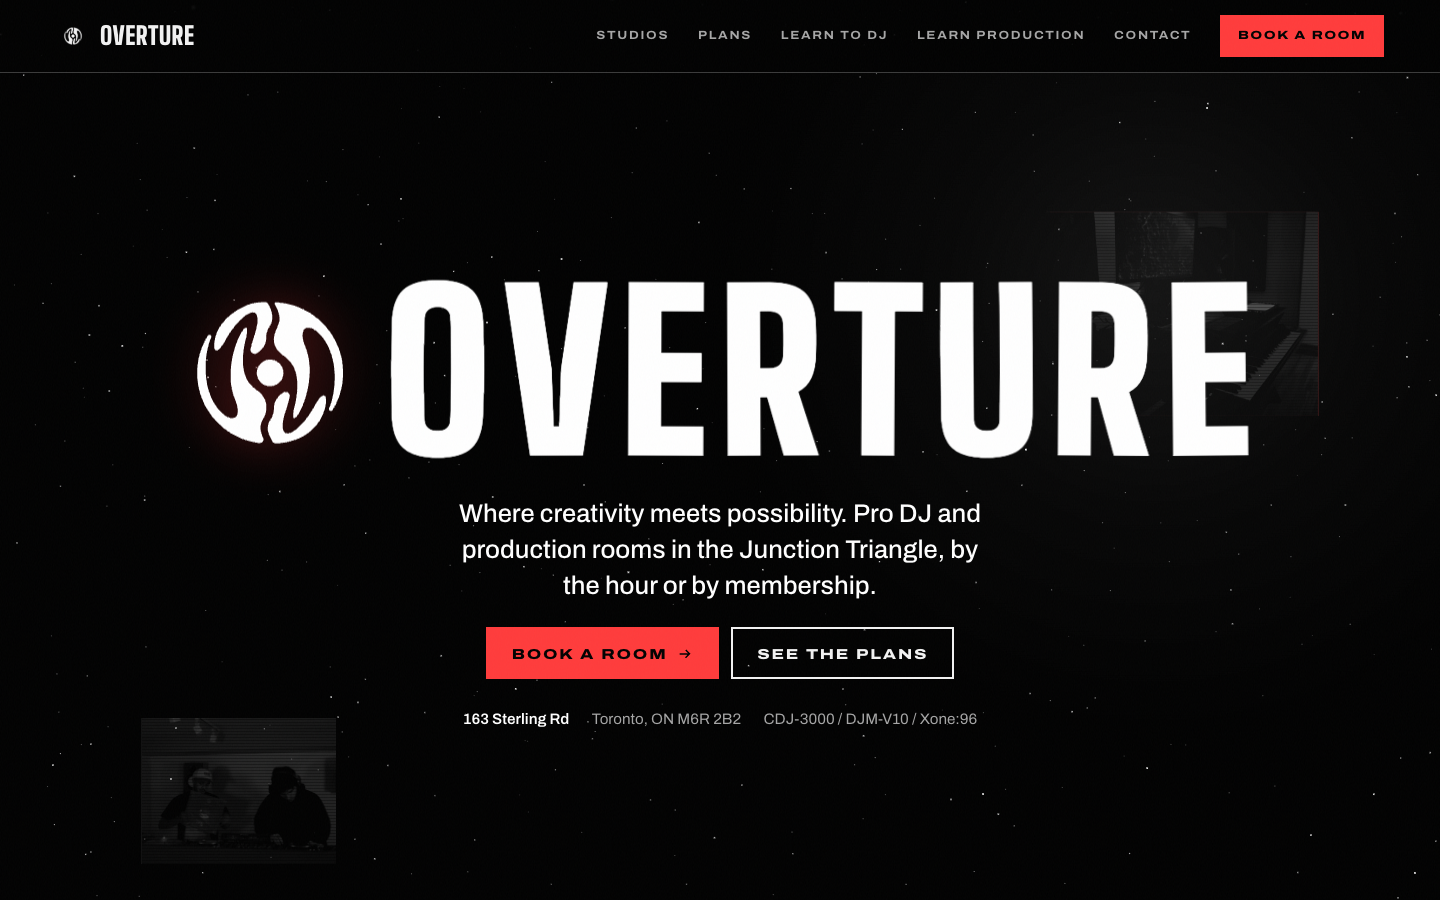 OVERTURE
STUDIOS
PLANS
LEARN TO DJ
LEARN PRODUCTION
CONTACT
BOOK A ROOM
OVERTURE
Where creativity meets possibility. Pro DJ and
production rooms in the Junction Triangle, by
the hour or by membership.
BOOK A ROOM →
SEE THE PLANS
163 Sterling Rd
Toronto, ON M6R 2B2
CDJ-3000 / DJM-V10 / Xone:96